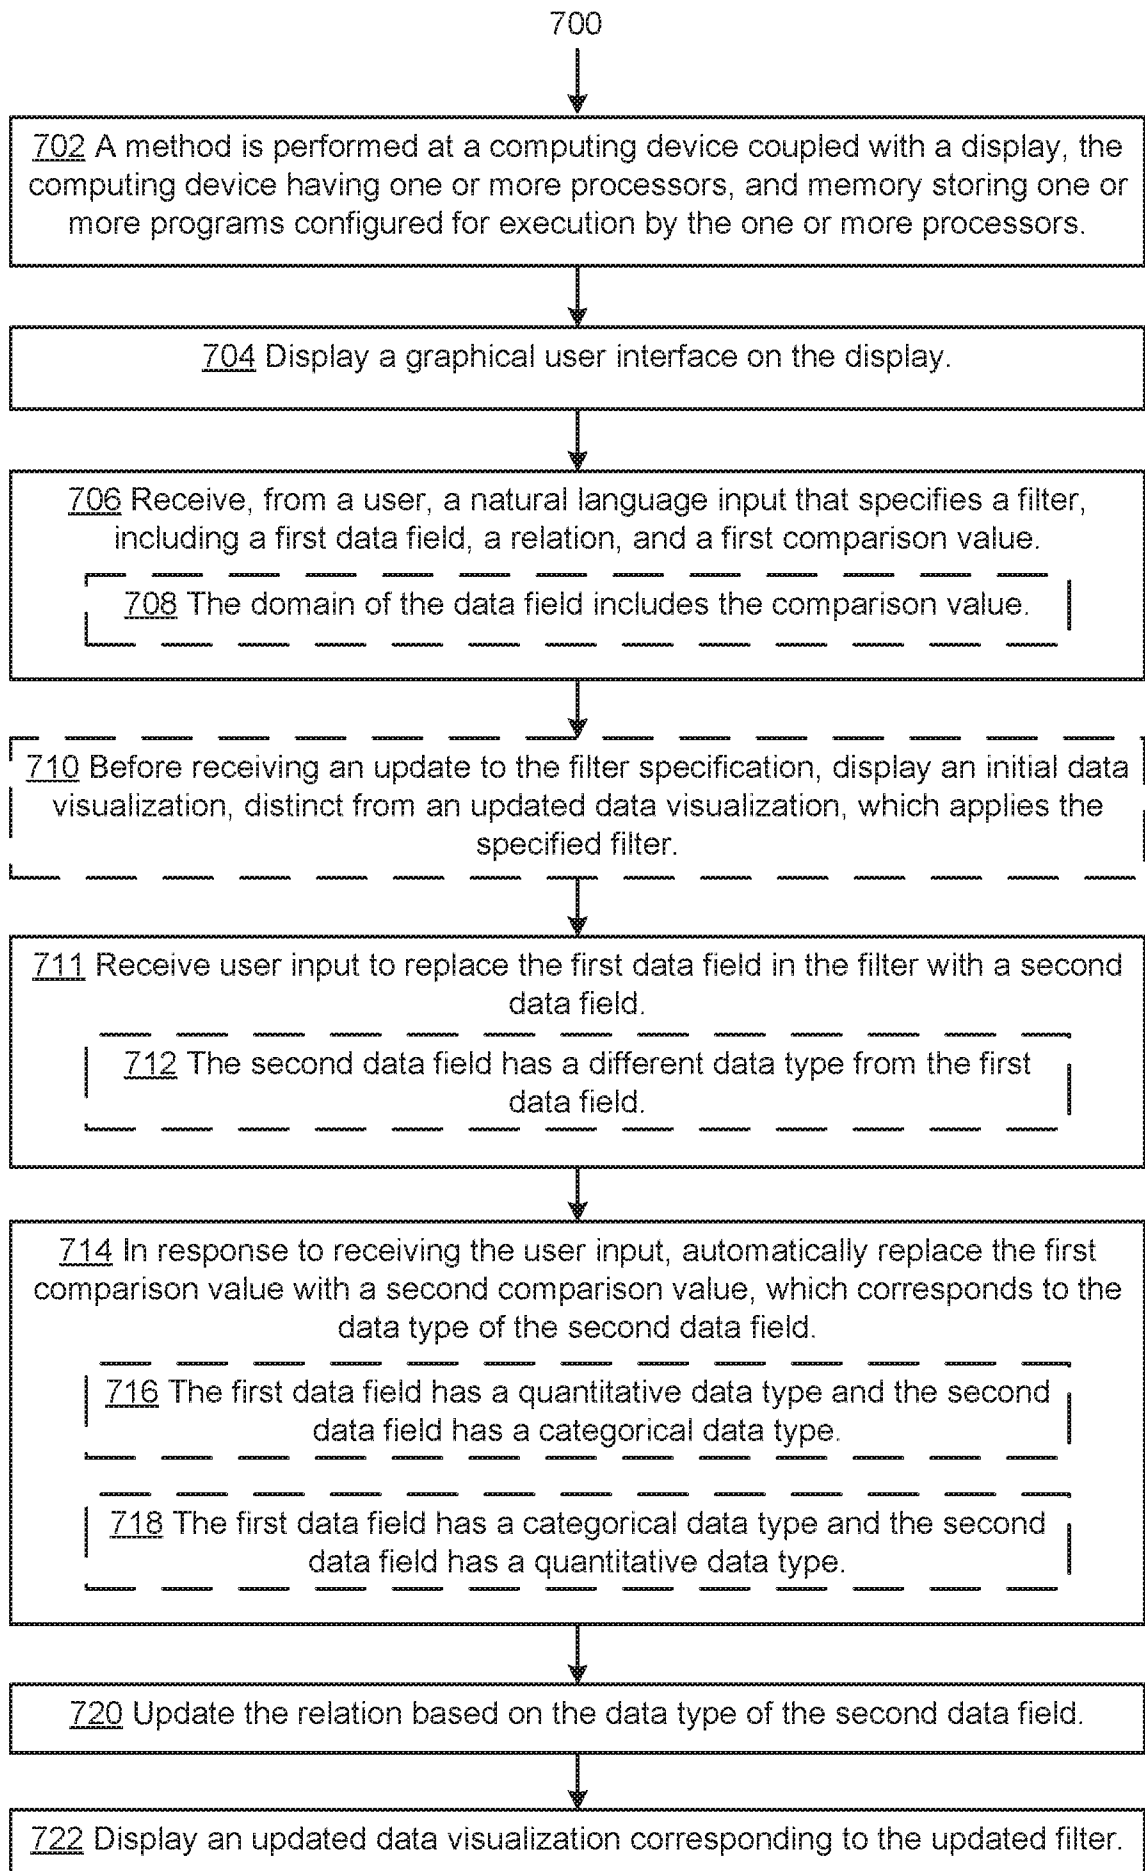 700
702 A method is performed at a computing device coupled with a display, the
computing device having one or more processors, and memory storing one or
more programs configured for execution by the one or more processors.
704 Display a graphical user interface on the display.
706 Receive, from a user, a natural language input that specifies a filter,
including a first data field, a relation, and a first comparison value.
708 The domain of the data field includes the comparison value.
710 Before receiving an update to the filter specification, display an initial data
visualization, distinct from an updated data visualization, which applies the
specified filter.
711 Receive user input to replace the first data field in the filter with a second
data field.
712 The second data field has a different data type from the first
data field.
714 In response to receiving the user input, automatically replace the first
comparison value with a second comparison value, which corresponds to the
data type of the second data field.
716 The first data field has a quantitative data type and the second
data field has a categorical data type.
718 The first data field has a categorical data type and the second
data field has a quantitative data type.
720 Update the relation based on the data type of the second data field.
722 Display an updated data visualization corresponding to the updated filter.